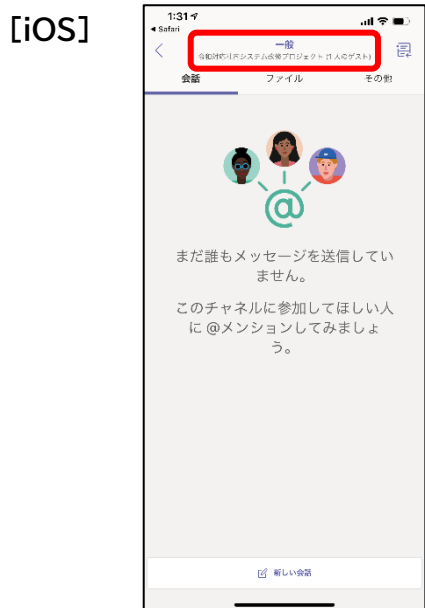 [iOS]
1:31
◀ Safari
一般
令和対応社内システム改修プロジェクト (1 人のゲスト)
会話
ファイル
その他
@
まだ誰もメッセージを送信してい
ません。
このチャネルに参加してほしい人
に @メンションしてみましょ
う。
新しい会話